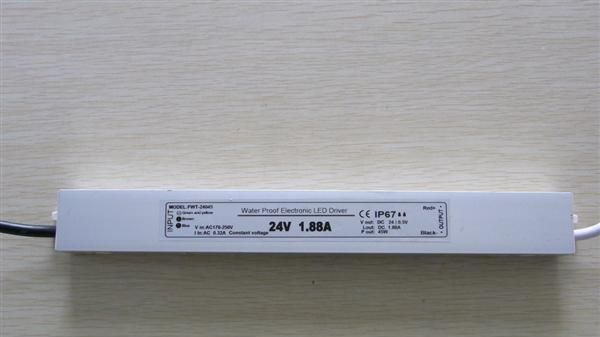 INPUT
MODEL: FWT-24045
Green and yellow
Brown
Blue
V in: AC170-250V
I In: AC 0.32A Constant voltage
Water Proof Electronic LED Driver
24V 1.88A
CE IP67
V out: DC 24±0.5V
I.out: DC, 1.88A
P out: 45W
Red+
Black-
- OUTPUT +